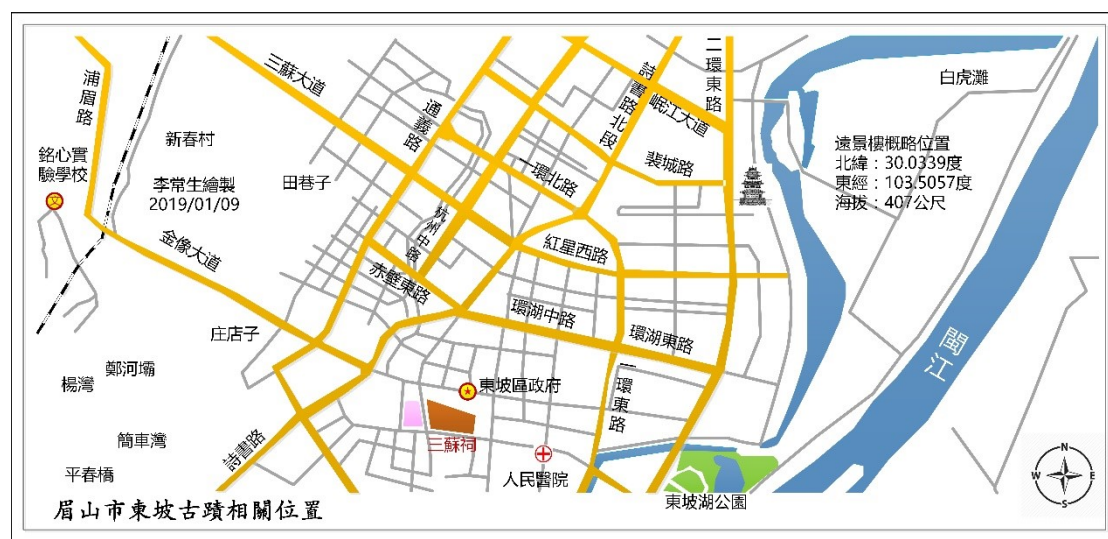 二環東路
白虎灘
浦眉路
三蘇大道
詩書路北段
岷江大道
通義路
新春村
遠景樓概略位置
北緯：30.0339度
東經：103.5057度
海拔：407公尺
銘心實
驗學校
裴城路
一環北路
田巷子
李常生繪製
2019/01/09
杭州中路
金像大道
紅星西路
赤壁東路
環湖中路
庄店子
環湖東路
閩江
鄭河壩
楊灣
東坡區政府
一環東路
簡車灣
三蘇祠
詩書路
平春橋
人民醫院
東坡湖公園
N
W
E
S
眉山市東坡古蹟相關位置